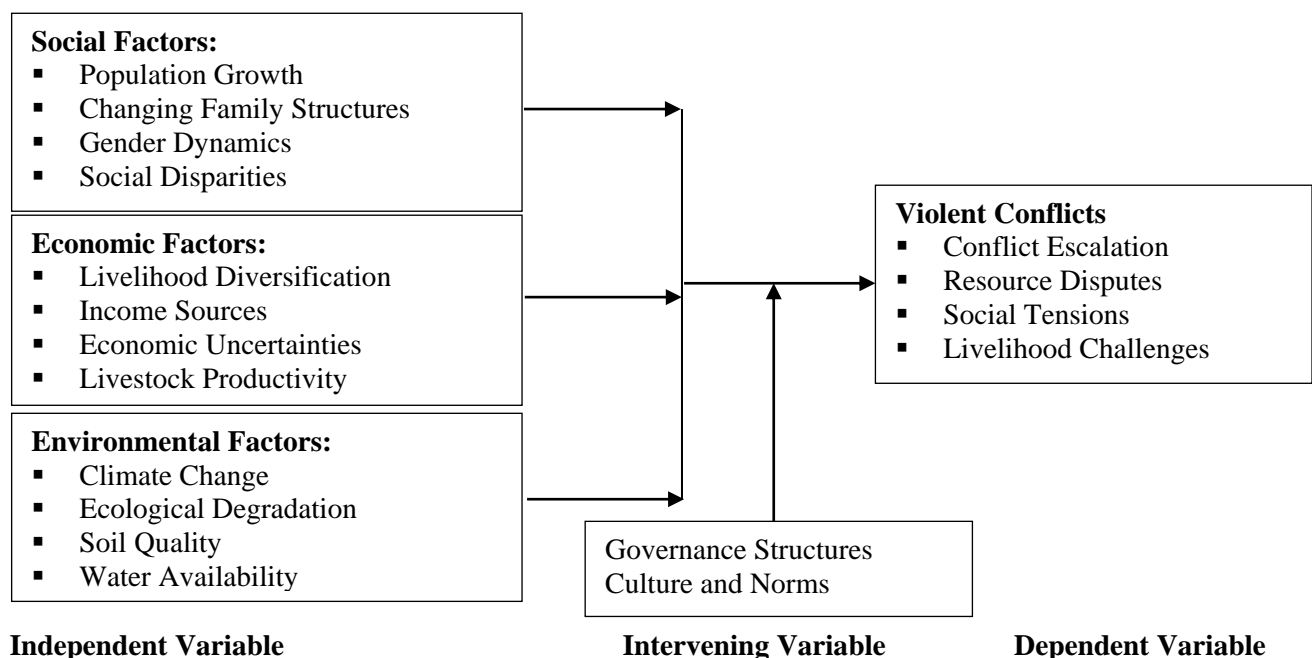 Social Factors:
▪ Population Growth
▪ Changing Family Structures
▪ Gender Dynamics
▪ Social Disparities
Economic Factors:
▪ Livelihood Diversification
▪ Income Sources
▪ Economic Uncertainties
▪ Livestock Productivity
Environmental Factors:
▪ Climate Change
▪ Ecological Degradation
▪ Soil Quality
▪ Water Availability
Governance Structures
Culture and Norms
Violent Conflicts
▪ Conflict Escalation
▪ Resource Disputes
▪ Social Tensions
▪ Livelihood Challenges
Independent Variable
Intervening Variable
Dependent Variable